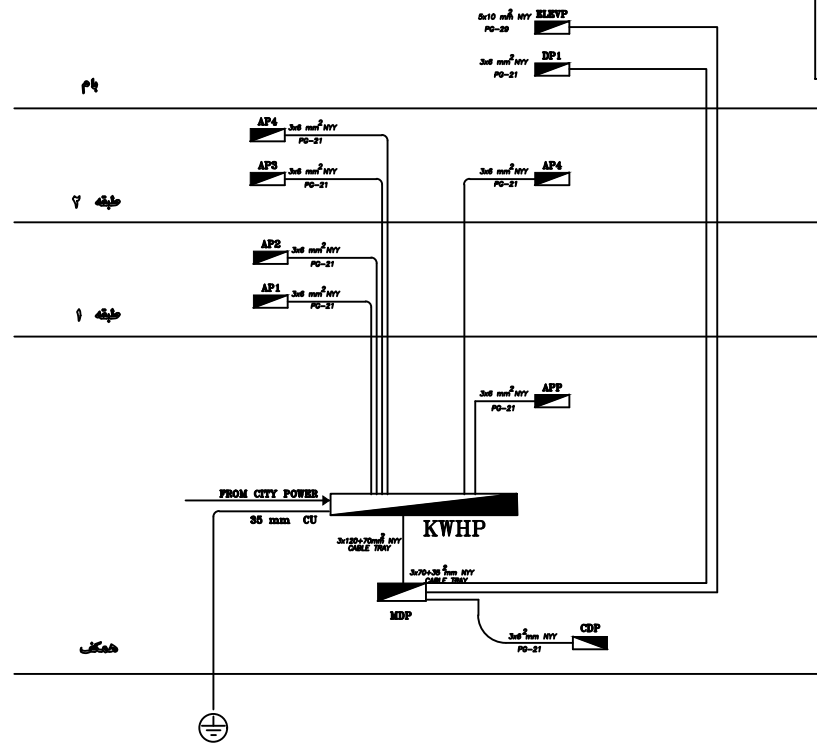 5x10 mm² NYY ELEVP
PG-29
3x6 mm² NYY DP1
PG-21
بام
AP4 3x6 mm² NYY
PG-21
AP3 3x6 mm² NYY
PG-21
3x6 mm² NYY AP4
PG-21
طبقه ۲
AP2 3x6 mm² NYY
PG-21
AP1 3x6 mm² NYY
PG-21
طبقه ۱
3x6 mm² NYY APP
PG-21
FROM CITY POWER
35 mm CU
KWHP
3x120+70mm² NYY
CABLE TRAY
3x70+35 ²mm NYY
CABLE TRAY
MDP
3x6 ²mm NYY CDP
PG-21
همکف